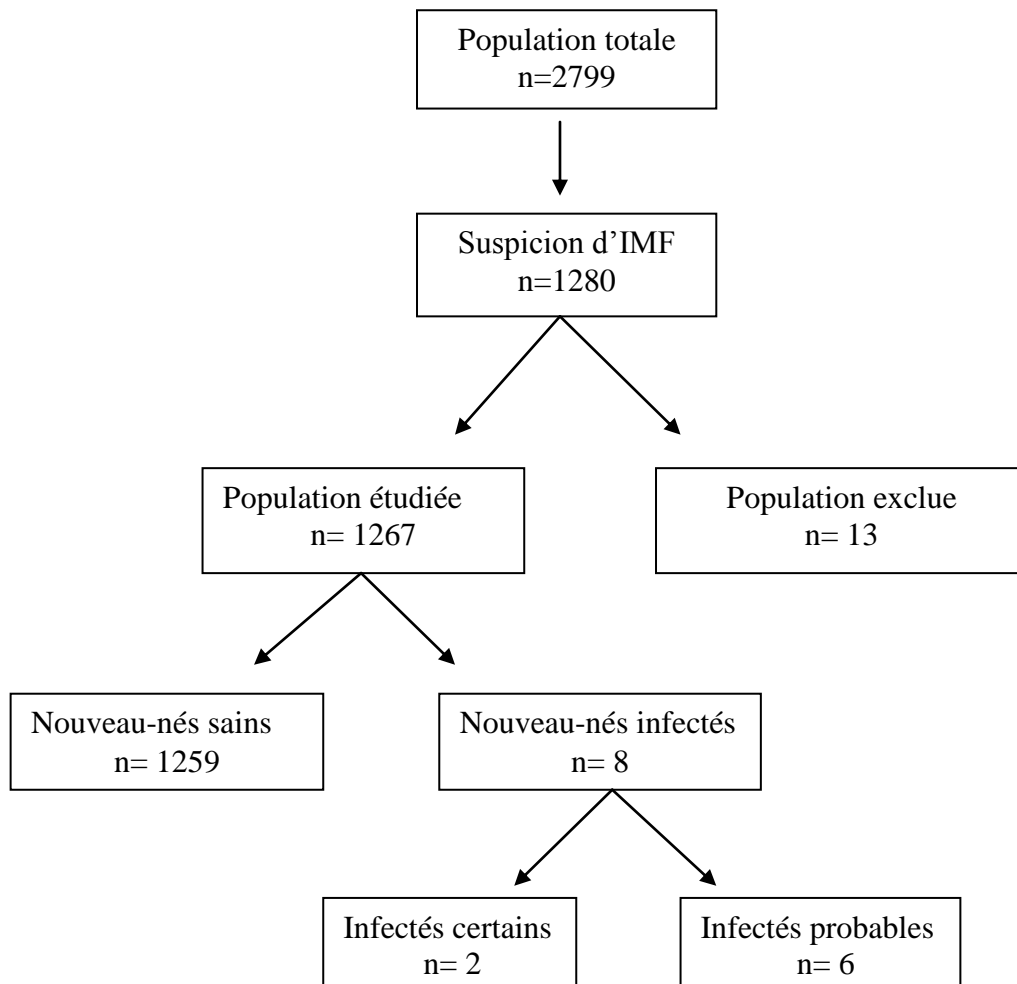 Population totale
n=2799
Suspicion d’IMF
n=1280
Population étudiée
n= 1267
Population exclue
n= 13
Nouveau-nés sains
n= 1259
Nouveau-nés infectés
n= 8
Infectés certains
n= 2
Infectés probables
n= 6